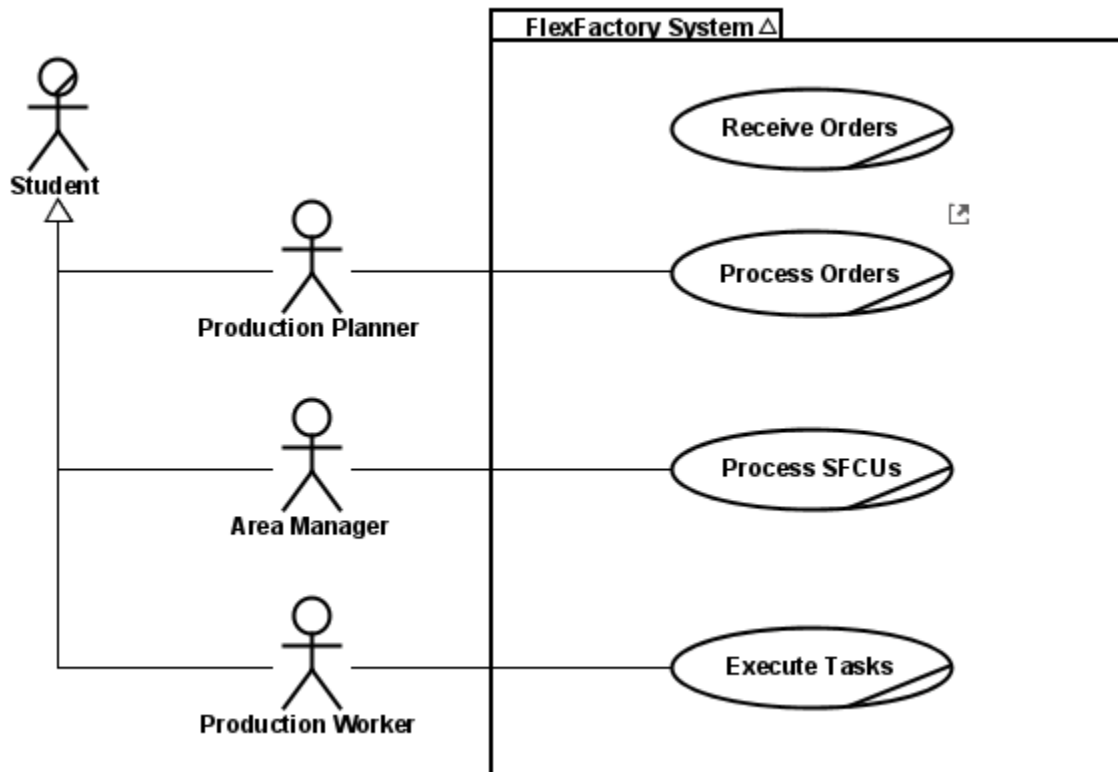 FlexFactory System
Receive Orders
Student
Process Orders
Production Planner
Process SFCUs
Area Manager
Execute Tasks
Production Worker